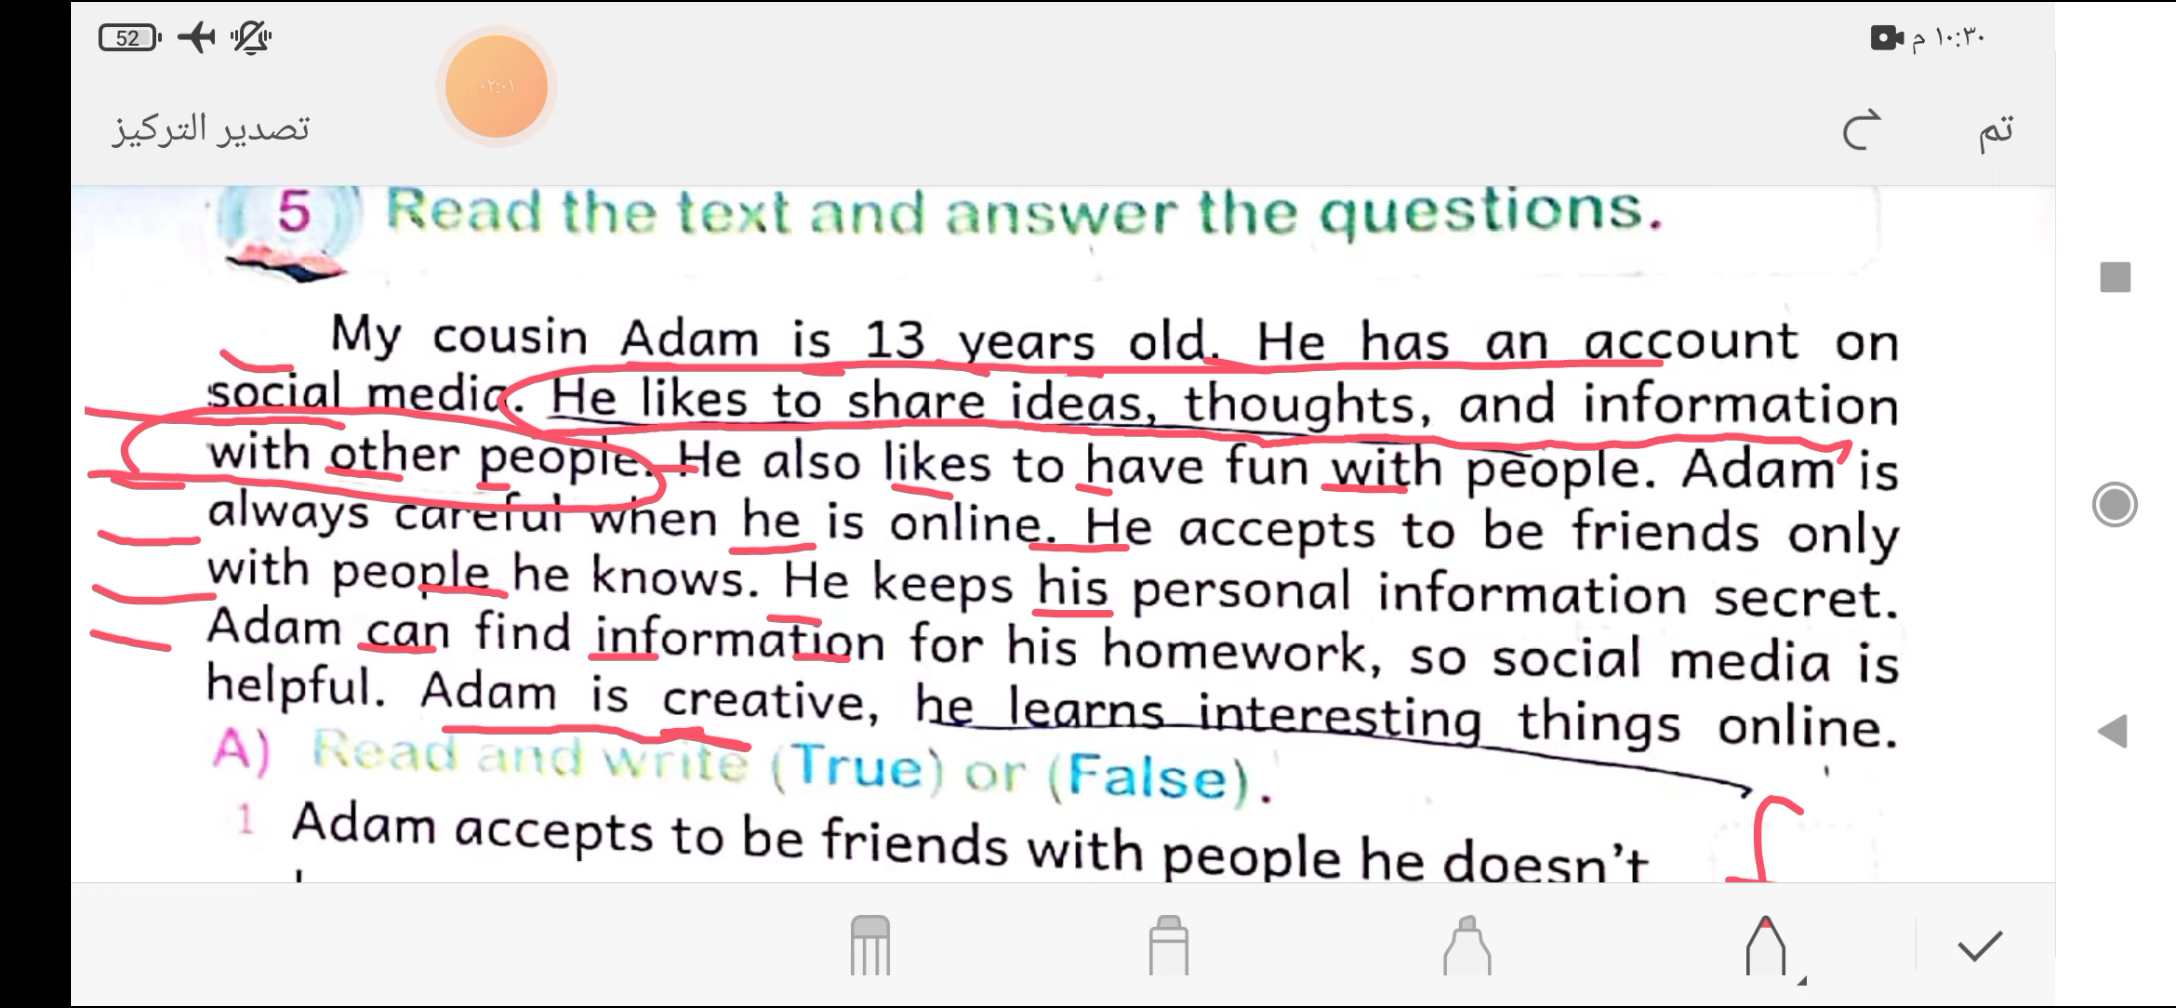 52
١٠:٣٠ م
٠٢:٠١
تصدير التركيز
تم
5 Read the text and answer the questions.
My cousin Adam is 13 years old. He has an account on
social media. He likes to share ideas, thoughts, and information
with other people. He also likes to have fun with people. Adam is
always careful when he is online. He accepts to be friends only
with people he knows. He keeps his personal information secret.
Adam can find information for his homework, so social media is
helpful. Adam is creative, he learns interesting things online.
A) Read and write (True) or (False).
1 Adam accepts to be friends with people he doesn't